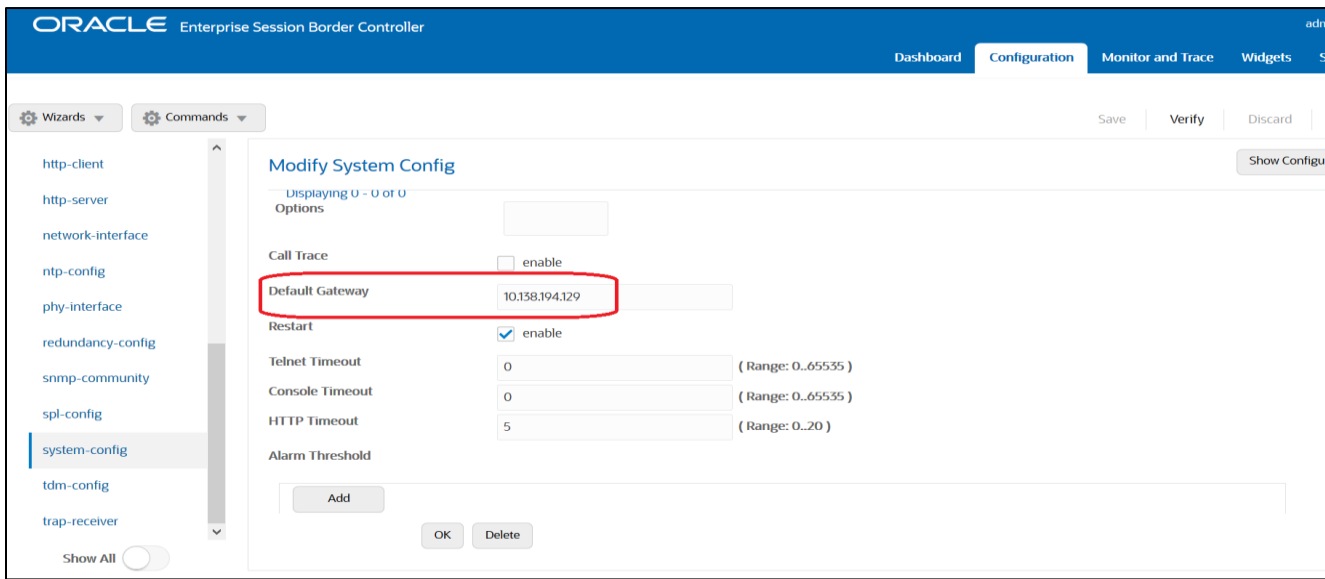 ORACLE Enterprise Session Border Controller
adn
Dashboard Configuration Monitor and Trace Widgets S
Wizards Commands
Save Verify Discard
http-client
http-server
network-interface
ntp-config
phy-interface
redundancy-config
snmp-community
spl-config
system-config
tdm-config
trap-receiver
Show All
Modify System Config
Show Configu
Displaying 0 - 0 of 0
Options
Call Trace enable
Default Gateway 10.138.194.129
Restart enable
Telnet Timeout 0 ( Range: 0..65535 )
Console Timeout 0 ( Range: 0..65535 )
HTTP Timeout 5 ( Range: 0..20 )
Alarm Threshold
Add
OK Delete